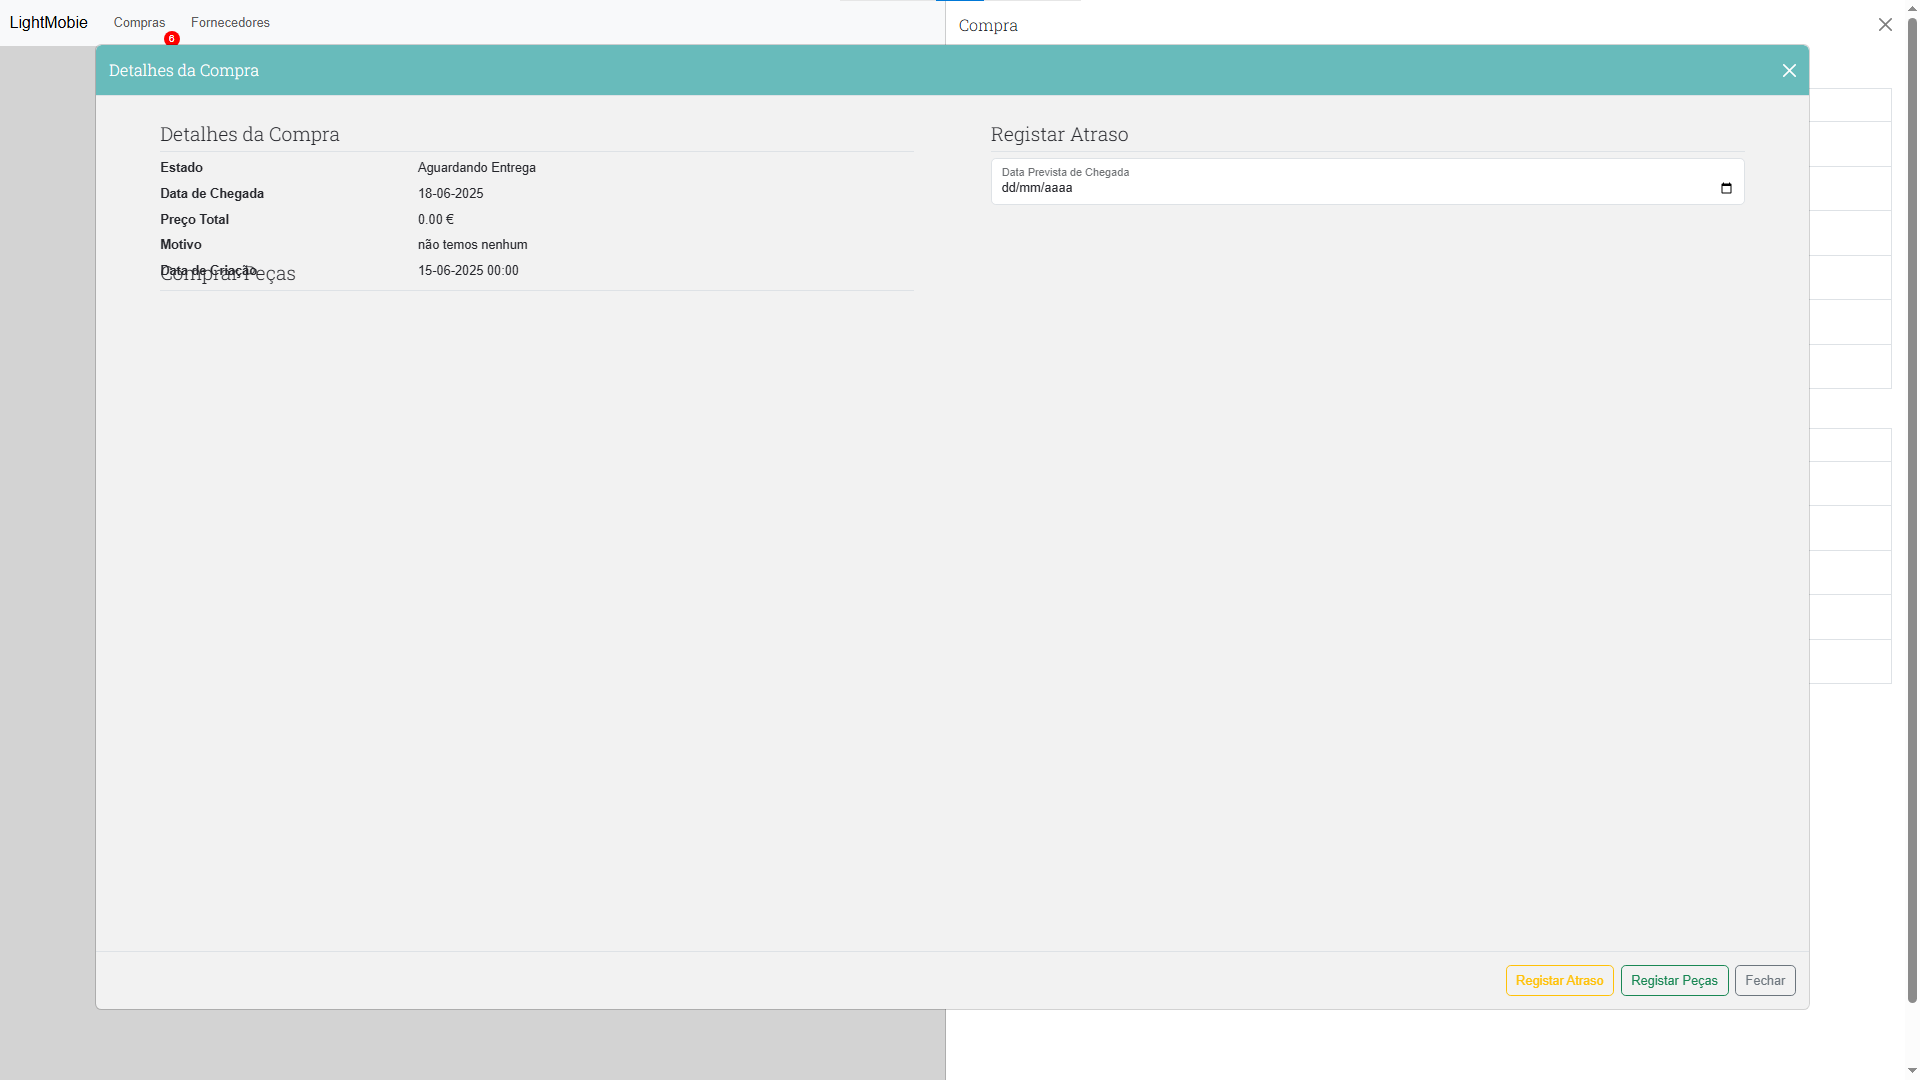 LightMobie Compras Fornecedores
6
Compra
Detalhes da Compra
Detalhes da Compra
Estado Aguardando Entrega
Data de Chegada 18-06-2025
Preço Total 0.00 €
Motivo não temos nenhum
Data de Criação 15-06-2025 00:00
Comprar Peças
Registar Atraso
Data Prevista de Chegada
dd/mm/aaaa
Registar Atraso Registar Peças Fechar